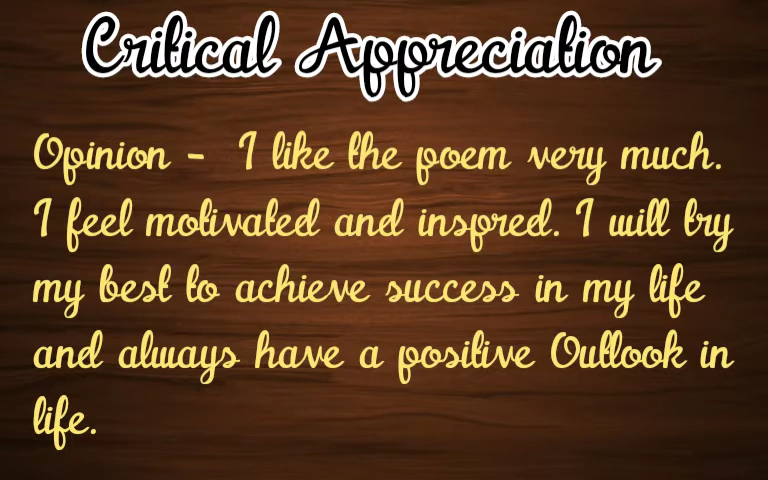 Critical Appreciation
Opinion - I like the poem very much.
I feel motivated and inspred. I will try
my best to achieve success in my life
and always have a positive Outlook in
life.